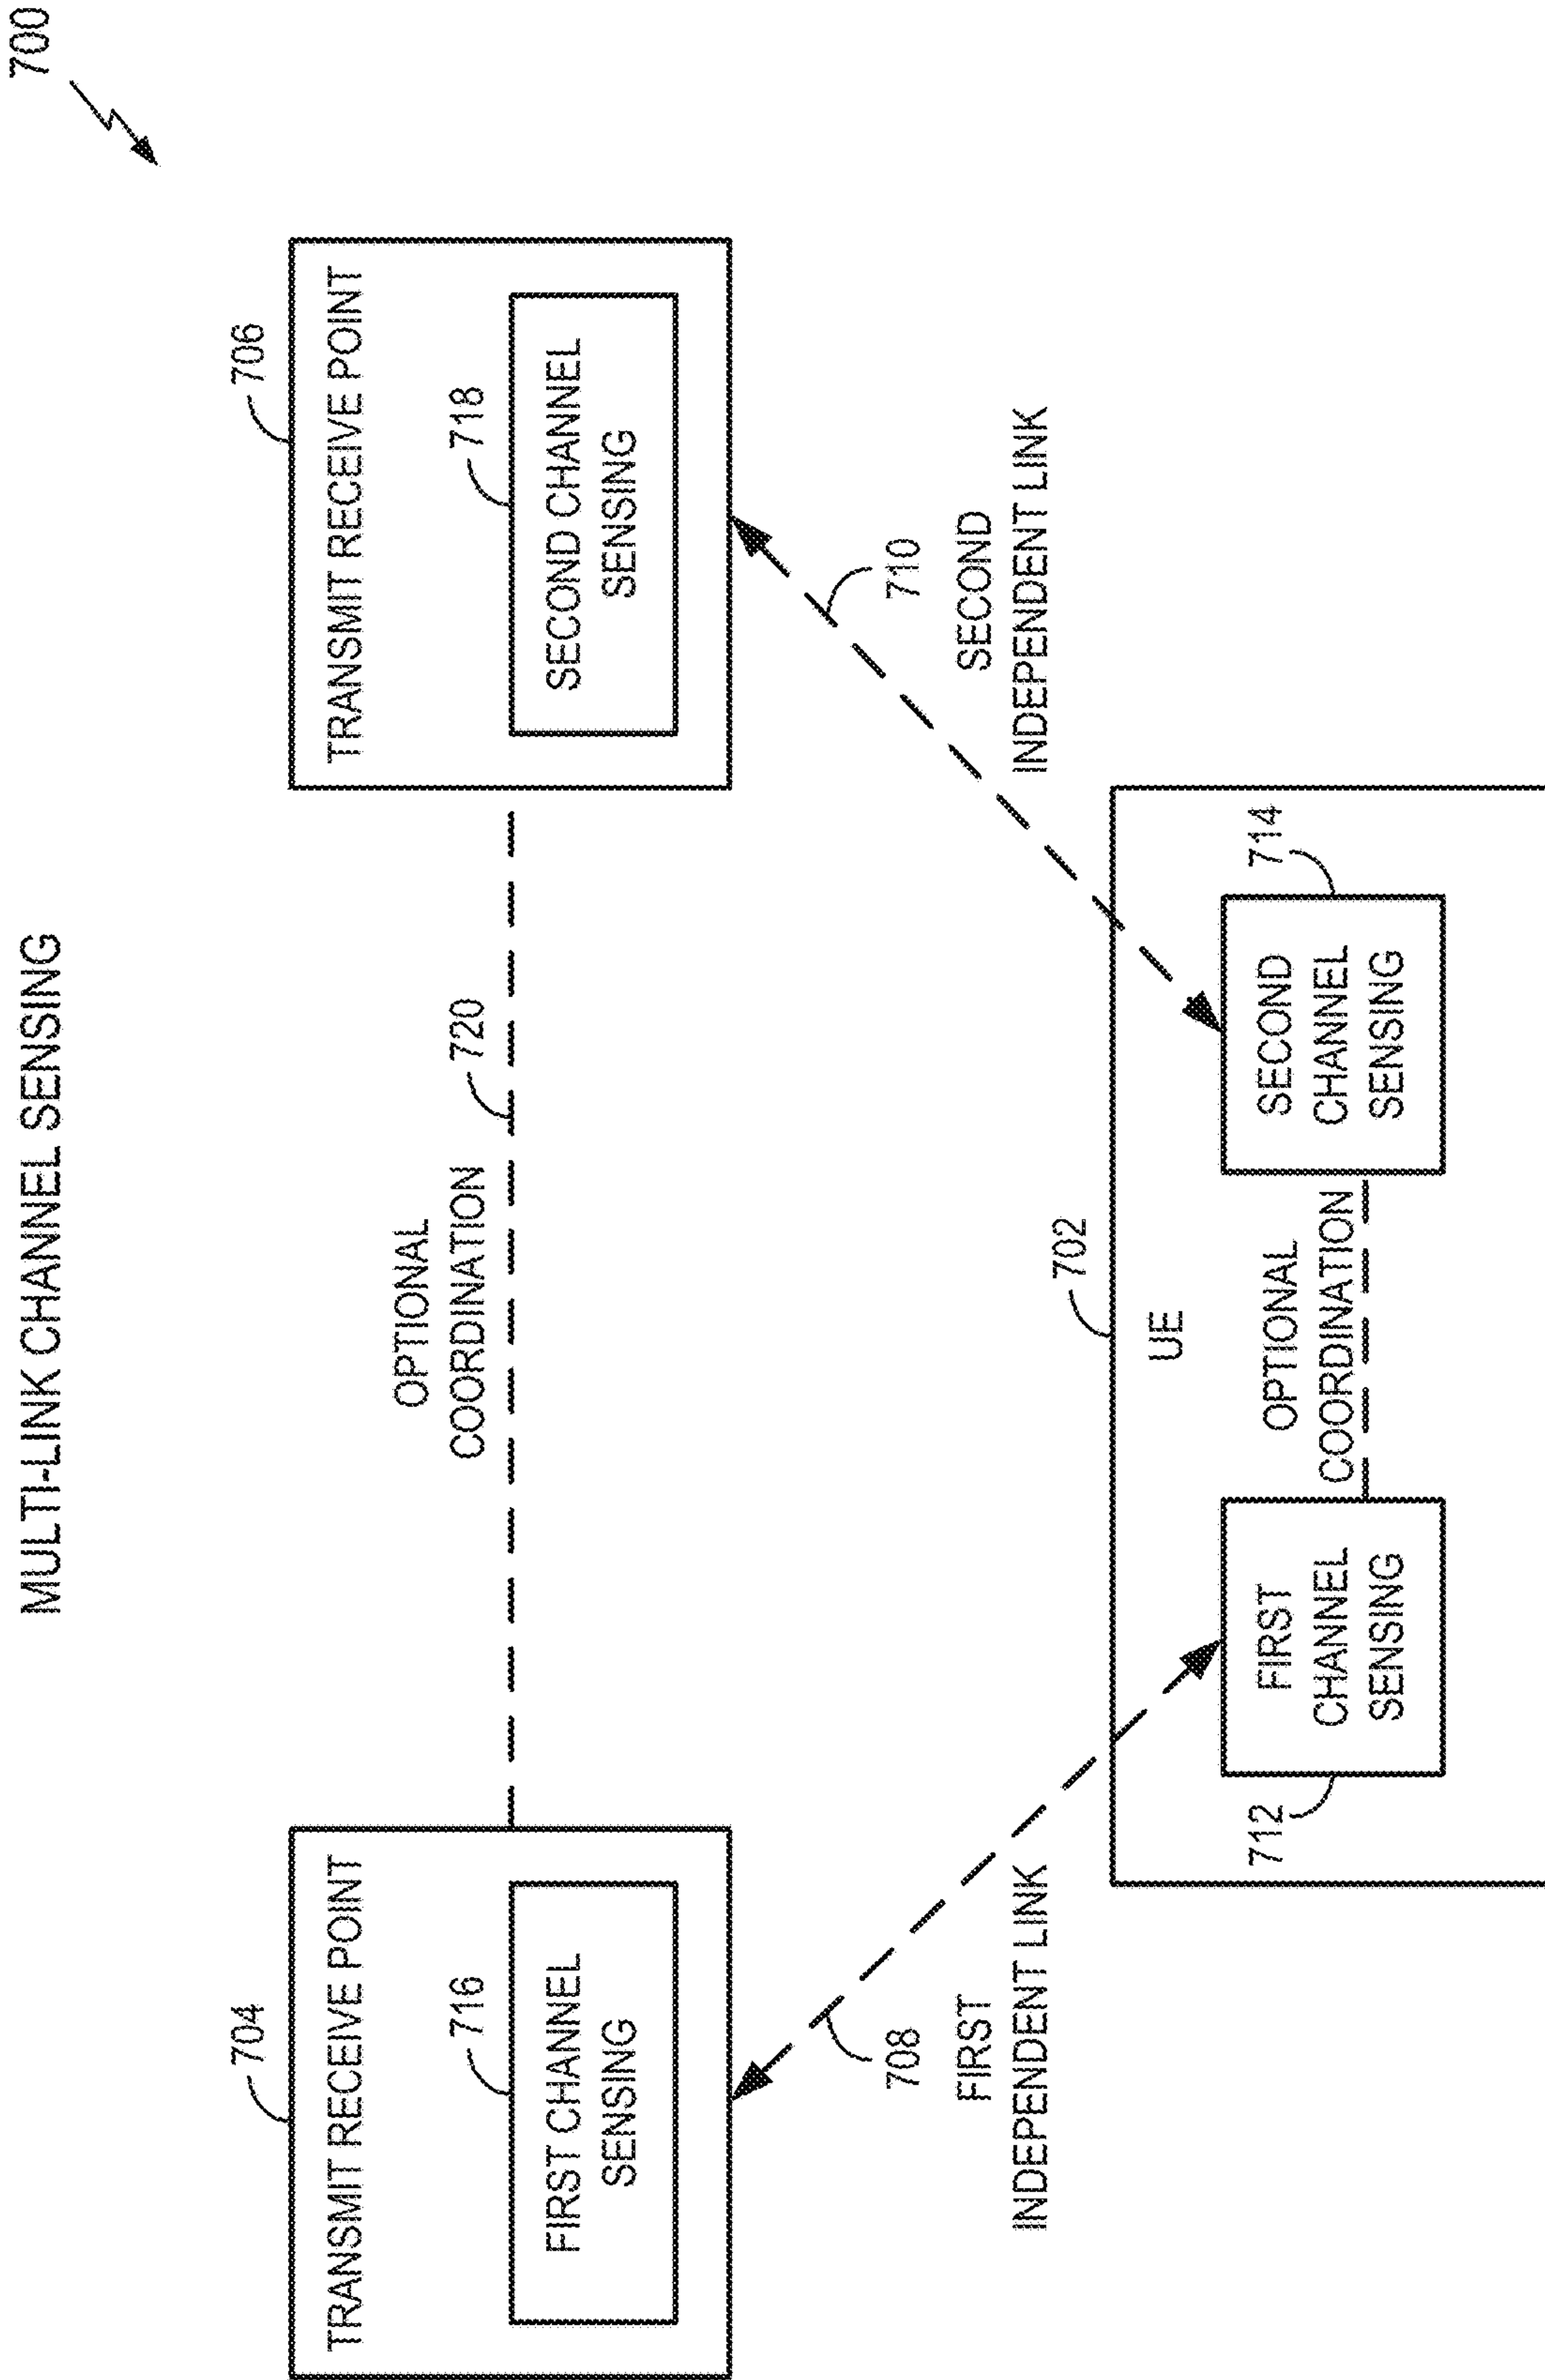 MULTI-LINK CHANNEL SENSING
700
704
TRANSMIT RECEIVE POINT
716
FIRST CHANNEL
SENSING
OPTIONAL
COORDINATION
720
706
TRANSMIT RECEIVE POINT
718
SECOND CHANNEL
SENSING
708
FIRST
INDEPENDENT LINK
710
SECOND
INDEPENDENT LINK
702
UE
712
FIRST
CHANNEL
SENSING
OPTIONAL
COORDINATION
714
SECOND
CHANNEL
SENSING